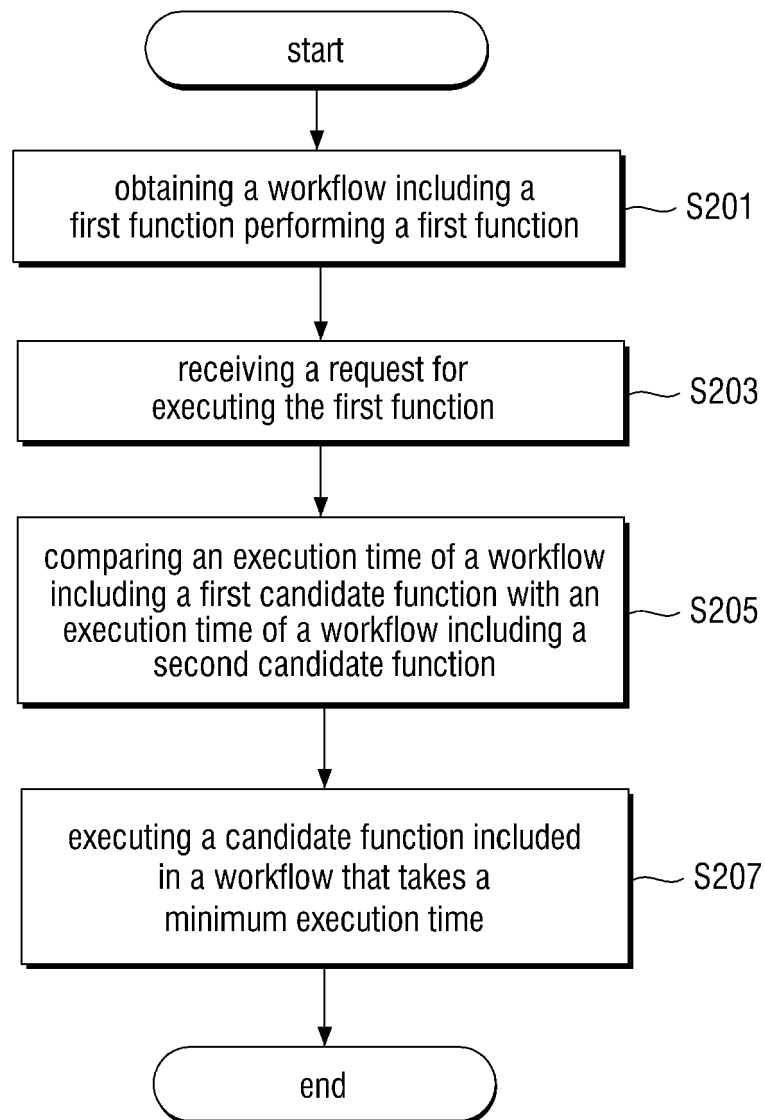 start
obtaining a workflow including a
first function performing a first function
S201
receiving a request for
executing the first function
S203
comparing an execution time of a workflow
including a first candidate function with an
execution time of a workflow including a
second candidate function
S205
executing a candidate function included
in a workflow that takes a
minimum execution time
S207
end